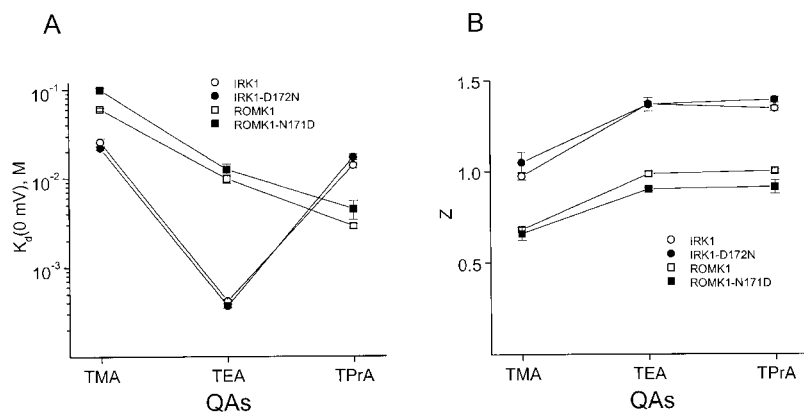 A
IRK1
IRK1-D172N
ROMK1
ROMK1-N171D
10⁻¹
10⁻²
10⁻³
Kd(0 mV), M
TMA
TEA
TPrA
QAs
B
1.5
1.0
0.5
Z
IRK1
IRK1-D172N
ROMK1
ROMK1-N171D
TMA
TEA
TPrA
QAs